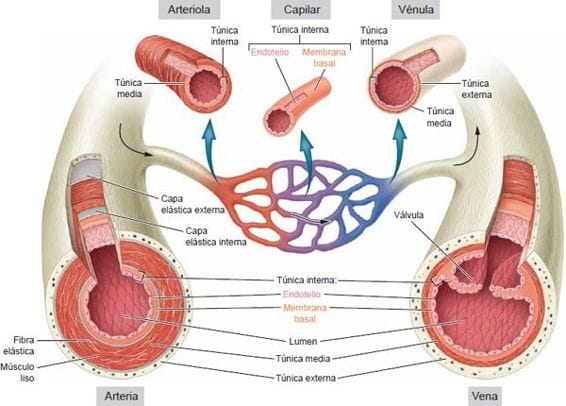 Arteriola
Capilar
Vénula
Túnica
interna
Túnica interna
Endotelio
Membrana
basal
Túnica
interna
Túnica
media
Túnica
externa
Túnica
media
Capa
elástica externa
Capa
elástica interna
Válvula
Túnica interna:
Endotelio
Membrana
basal
Lumen
Túnica media
Túnica externa
Fibra
elástica
Músculo
liso
Arteria
Vena